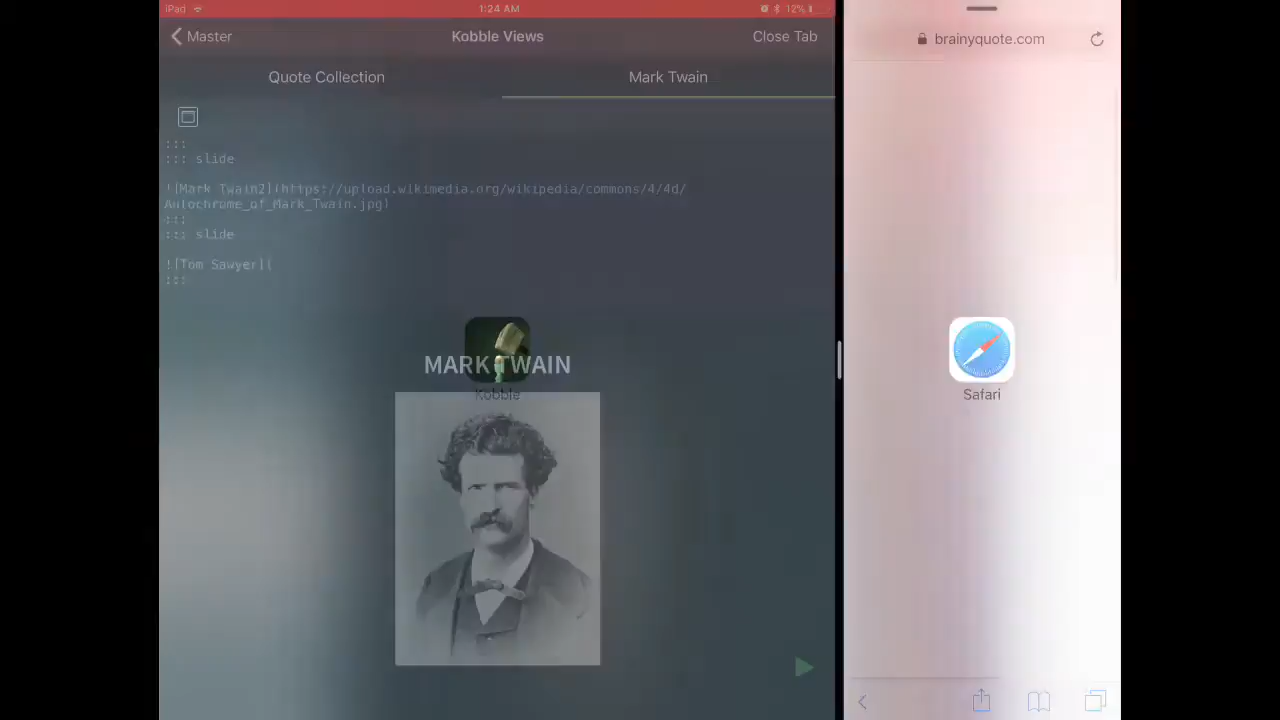 iPad
1:24 AM
12%
Master
Kobble Views
Close Tab
Quote Collection
Mark Twain
:::
::: slide
![Mark Twain2](https://upload.wikimedia.org/wikipedia/commons/4/4d/
Autochrome_of_Mark_Twain.jpg)
:::
::: slide
![Tom Sawyer](
:::
MARK TWAIN
Kobble
brainyquote.com
Safari